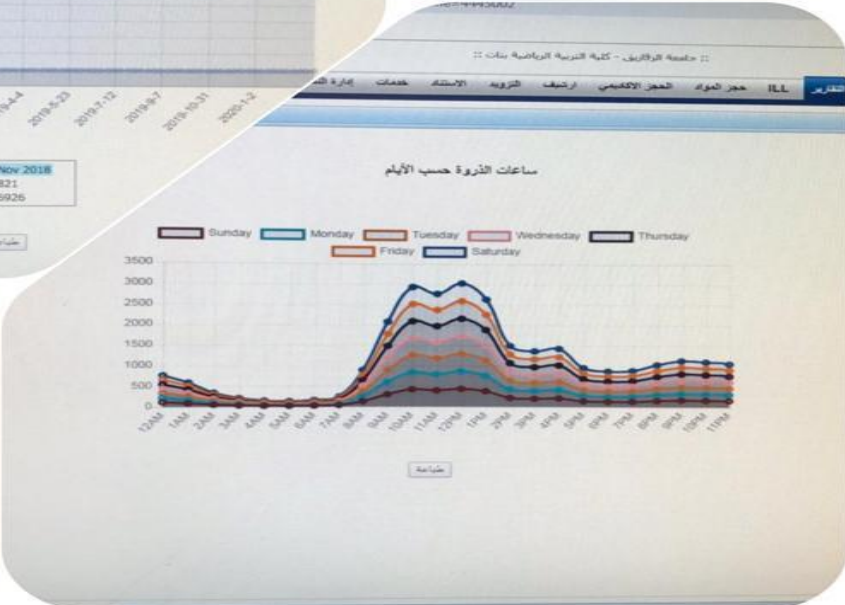 2019-5-23
2019-7-12
2019-9-7
2019-10-31
2020-1-2
Nov 2018
821
6926
:: جامعة الزقازيق - كلية التربية الرياضية بنات ::
التقارير ILL حجز المواد الحجز الأكاديمي ارشيف التزويد الاستناد خدمات إدارة
ساعات الذروة حسب الأيام
Sunday Monday Tuesday Wednesday Thursday
Friday Saturday
3500
3000
2500
2000
1500
1000
500
0
12AM 1AM 2AM 3AM 4AM 5AM 6AM 7AM 8AM 9AM 10AM 11AM 12PM 1PM 2PM 3PM 4PM 5PM 6PM 7PM 8PM 9PM 10PM 11PM
طباعة